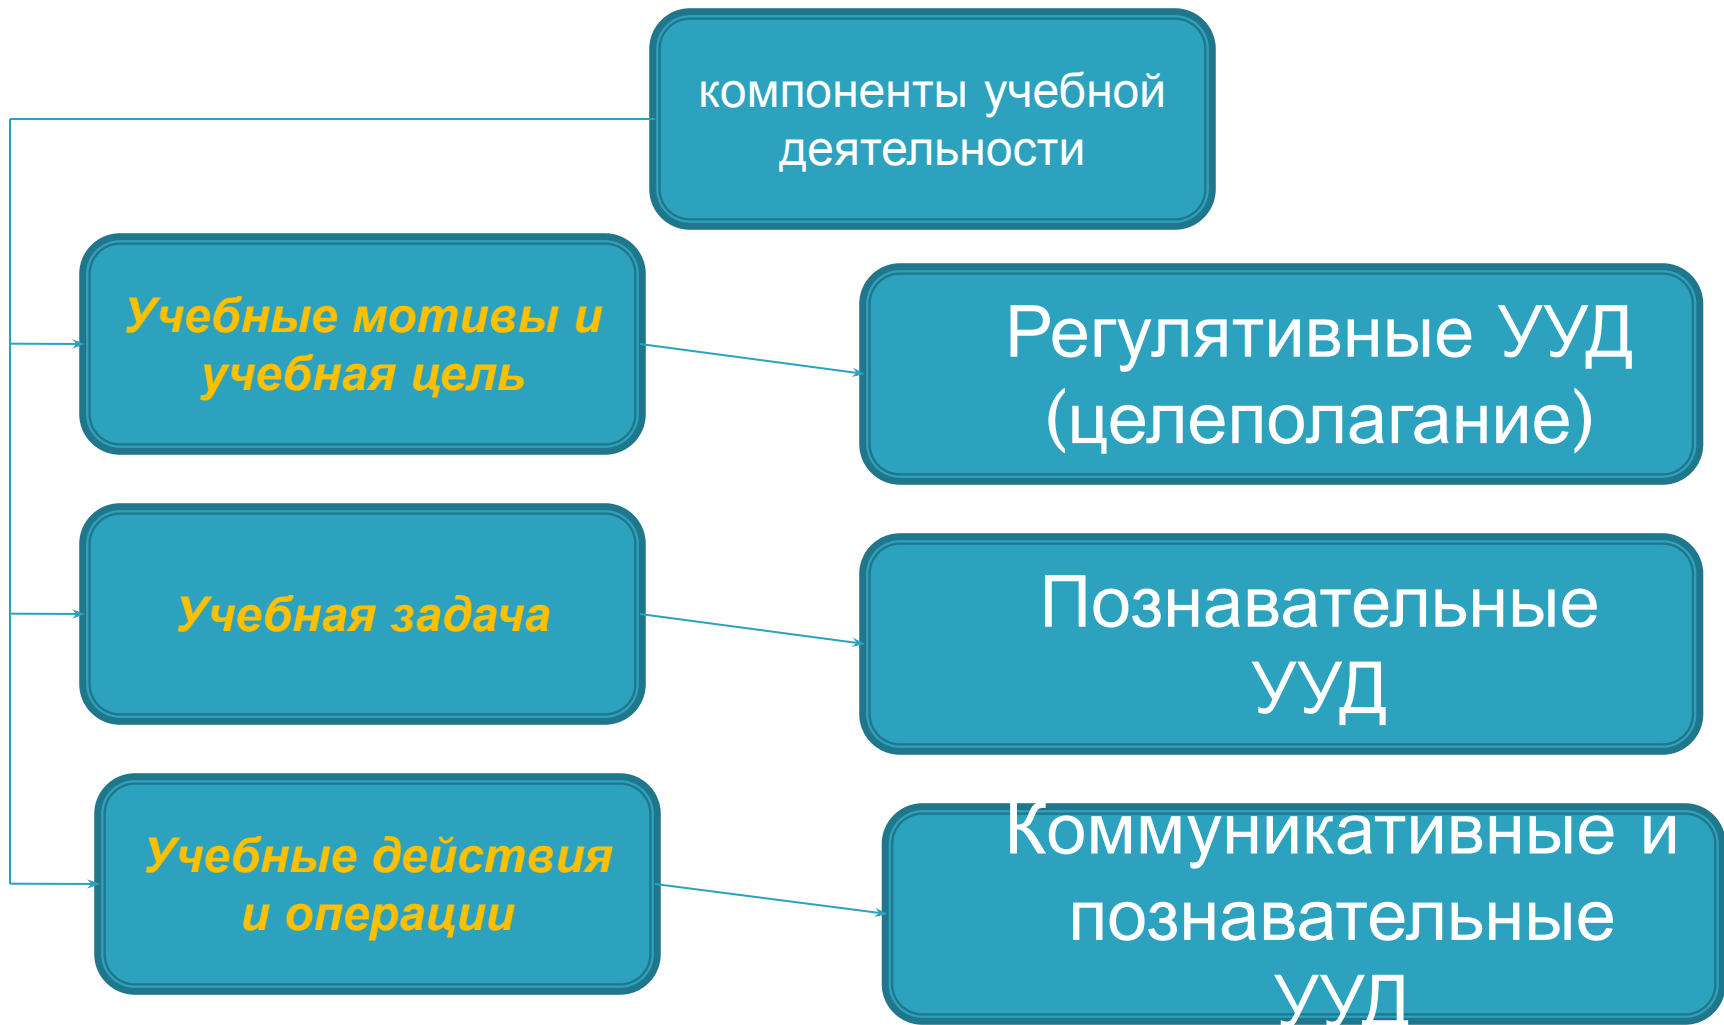 компоненты учебной
деятельности
Учебные мотивы и
учебная цель
Регулятивные УУД
(целеполагание)
Учебная задача
Познавательные
УУД
Учебные действия
и операции
Коммуникативные и
познавательные
УУД